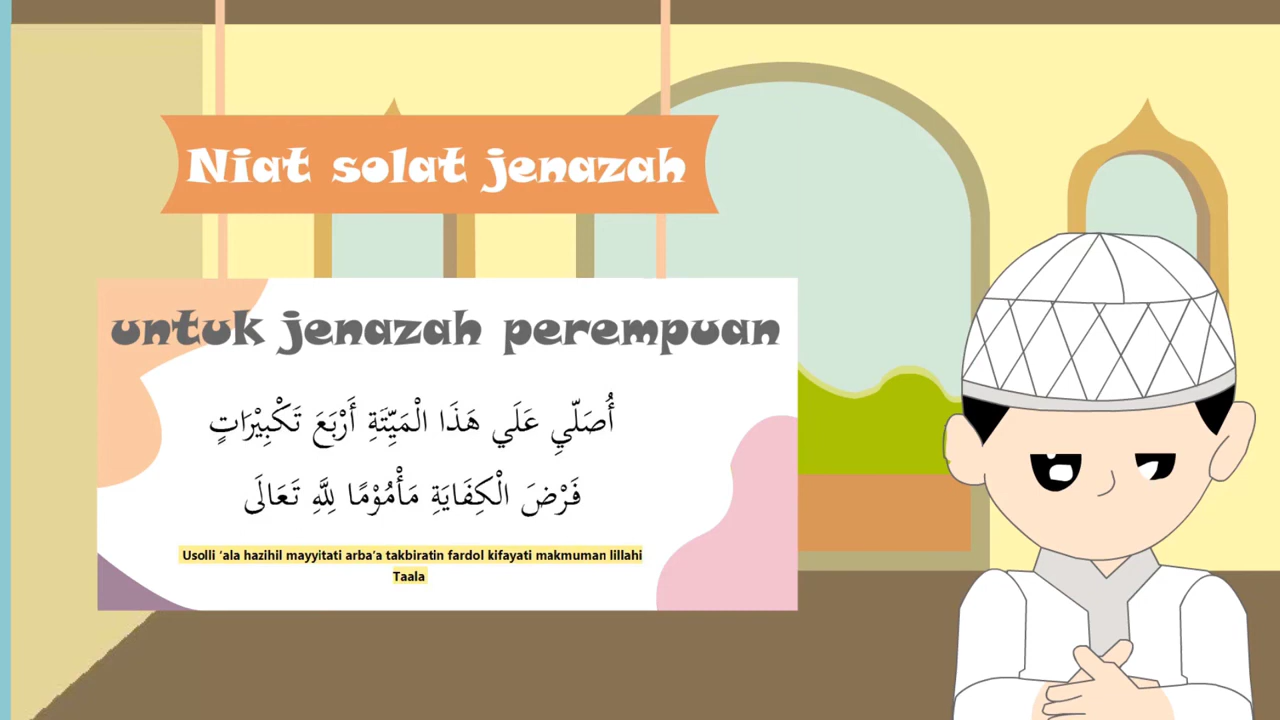 Niat solat jenazah
untuk jenazah perempuan
أُصَلّيِ عَلَي هَذَا الْمَيِّتَةِ أَرْبَعَ تَكْبِيْرَاتٍ
فَرْضَ الْكِفَايَةِ مَأْمُوْمًا لِلَّهِ تَعَالَى
Usolli ‘ala hazihil mayyitati arba’a takbiratin fardol kifayati makmuman lillahi
Taala